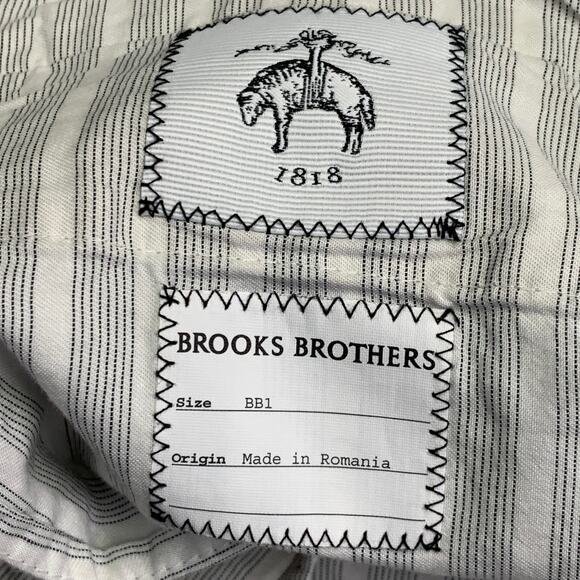 1818
BROOKS BROTHERS
Size BB1
Origin Made in Romania